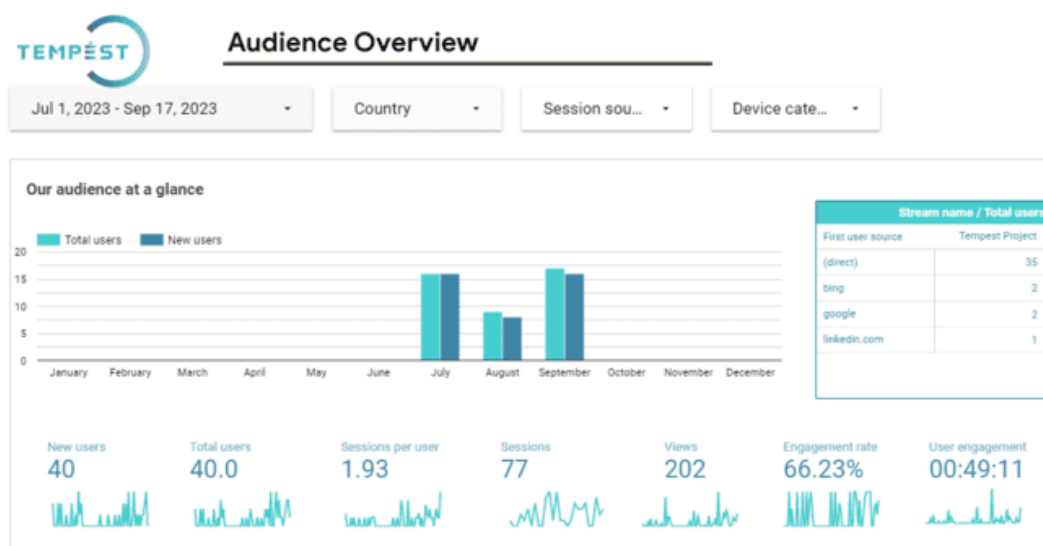 TEMPEST
Audience Overview
Jul 1, 2023 - Sep 17, 2023
Country
Session sou...
Device cate...
Our audience at a glance
Total users
New users
20
15
10
5
0
January February March April May June July August September October November December
Stream name / Total users
First user source Tempest Project
(direct) 35
bing 2
google 2
linkedin.com 1
New users Total users Sessions per user Sessions Views Engagement rate User engagement
40 40.0 1.93 77 202 66.23% 00:49:11